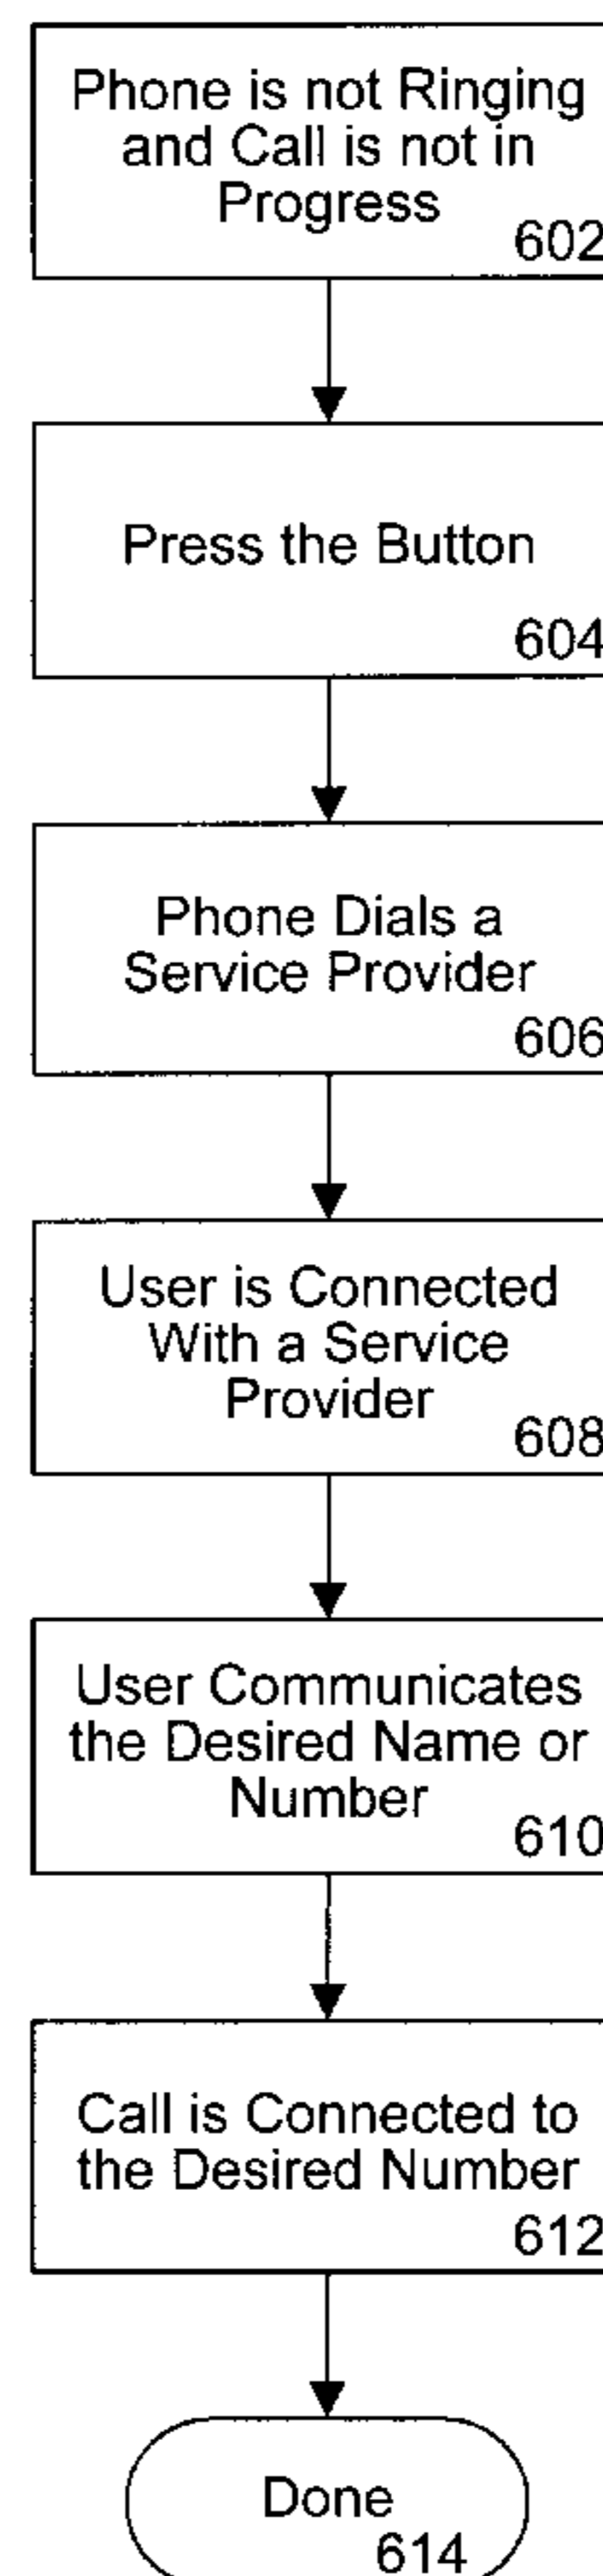 Phone is not Ringing
and Call is not in
Progress
602
Press the Button
604
Phone Dials a
Service Provider
606
User is Connected
With a Service
Provider
608
User Communicates
the Desired Name or
Number
610
Call is Connected to
the Desired Number
612
Done
614